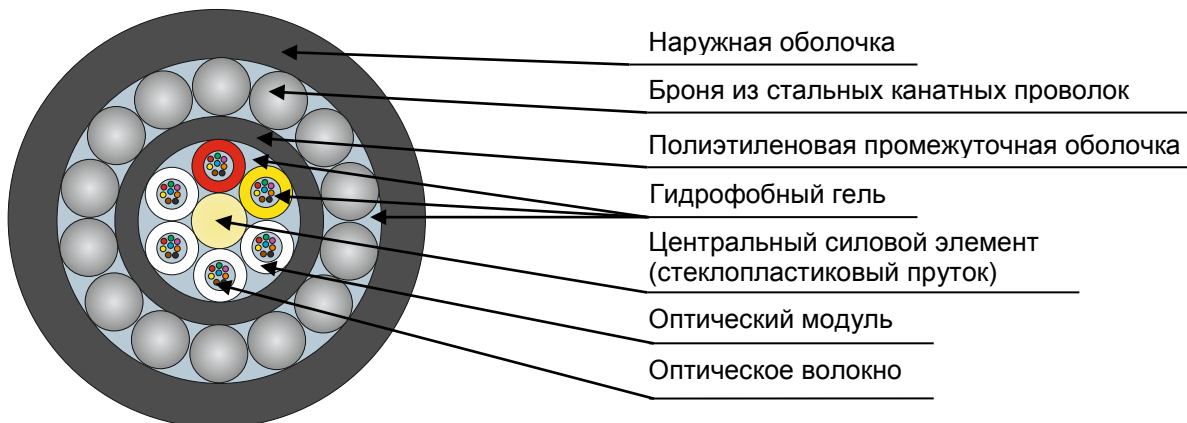 Наружная оболочка
Броня из стальных канатных проволок
Полиэтиленовая промежуточная оболочка
Гидрофобный гель
Центральный силовой элемент
(стеклопластиковый пруток)
Оптический модуль
Оптическое волокно